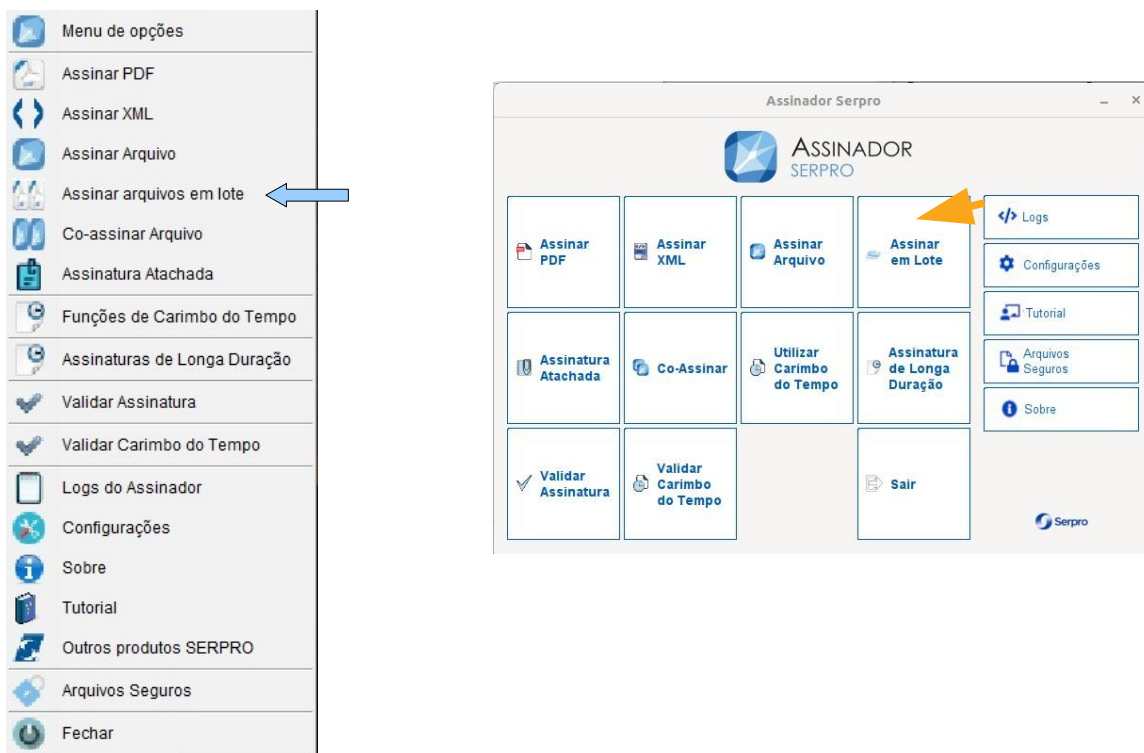 Menu de opções
Assinar PDF
Assinar XML
Assinar Arquivo
Assinar arquivos em lote
Co-assinar Arquivo
Assinatura Atachada
Funções de Carimbo do Tempo
Assinaturas de Longa Duração
Validar Assinatura
Validar Carimbo do Tempo
Logs do Assinador
Configurações
Sobre
Tutorial
Outros produtos SERPRO
Arquivos Seguros
Fechar
Assinador Serpro
ASSINADOR
SERPRO
Assinar
PDF
Assinar
XML
Assinar
Arquivo
Assinar
em Lote
Assinatura
Atachada
Co-Assinar
Utilizar
Carimbo
do Tempo
Assinatura
de Longa
Duração
Validar
Assinatura
Validar
Carimbo
do Tempo
Sair
Logs
Configurações
Tutorial
Arquivos
Seguros
Sobre
Serpro